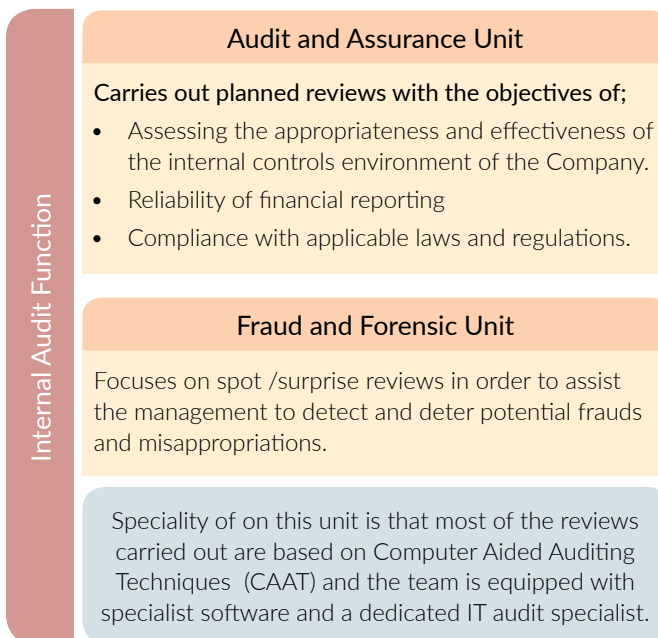 Internal Audit Function
Audit and Assurance Unit
Carries out planned reviews with the objectives of;
• Assessing the appropriateness and effectiveness of
the internal controls environment of the Company.
• Reliability of financial reporting
• Compliance with applicable laws and regulations.
Fraud and Forensic Unit
Focuses on spot /surprise reviews in order to assist
the management to detect and deter potential frauds
and misappropriations.
Speciality of on this unit is that most of the reviews
carried out are based on Computer Aided Auditing
Techniques (CAAT) and the team is equipped with
specialist software and a dedicated IT audit specialist.